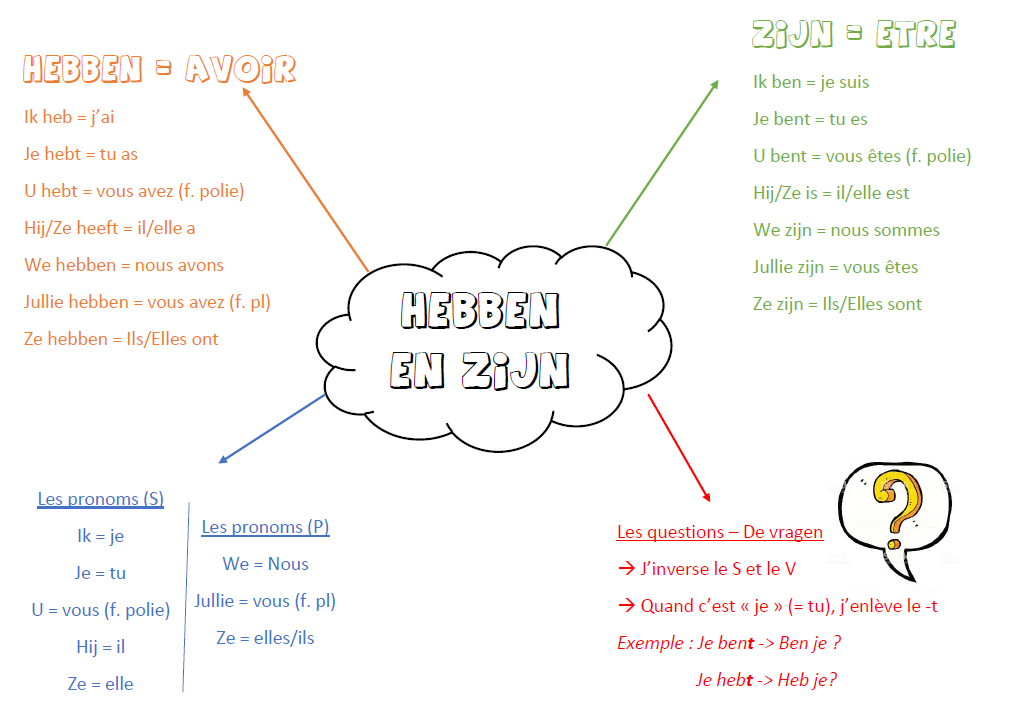 HEBBEN = AVOIR
Ik heb = j’ai
Je hebt = tu as
U hebt = vous avez (f. polie)
Hij/Ze heeft = il/elle a
We hebben = nous avons
Jullie hebben = vous avez (f. pl)
Ze hebben = Ils/Elles ont
ZIJN = ETRE
Ik ben = je suis
Je bent = tu es
U bent = vous êtes (f. polie)
Hij/Ze is = il/elle est
We zijn = nous sommes
Jullie zijn = vous êtes
Ze zijn = Ils/Elles sont
HEBBEN
EN ZIJN
Les pronoms (S)
Ik = je
Je = tu
U = vous (f. polie)
Hij = il
Ze = elle
Les pronoms (P)
We = Nous
Jullie = vous (f. pl)
Ze = elles/ils
Les questions – De vragen
→ J’inverse le S et le V
→ Quand c’est « je » (= tu), j’enlève le -t
Exemple : Je bent -> Ben je ?
Je hebt -> Heb je?
?